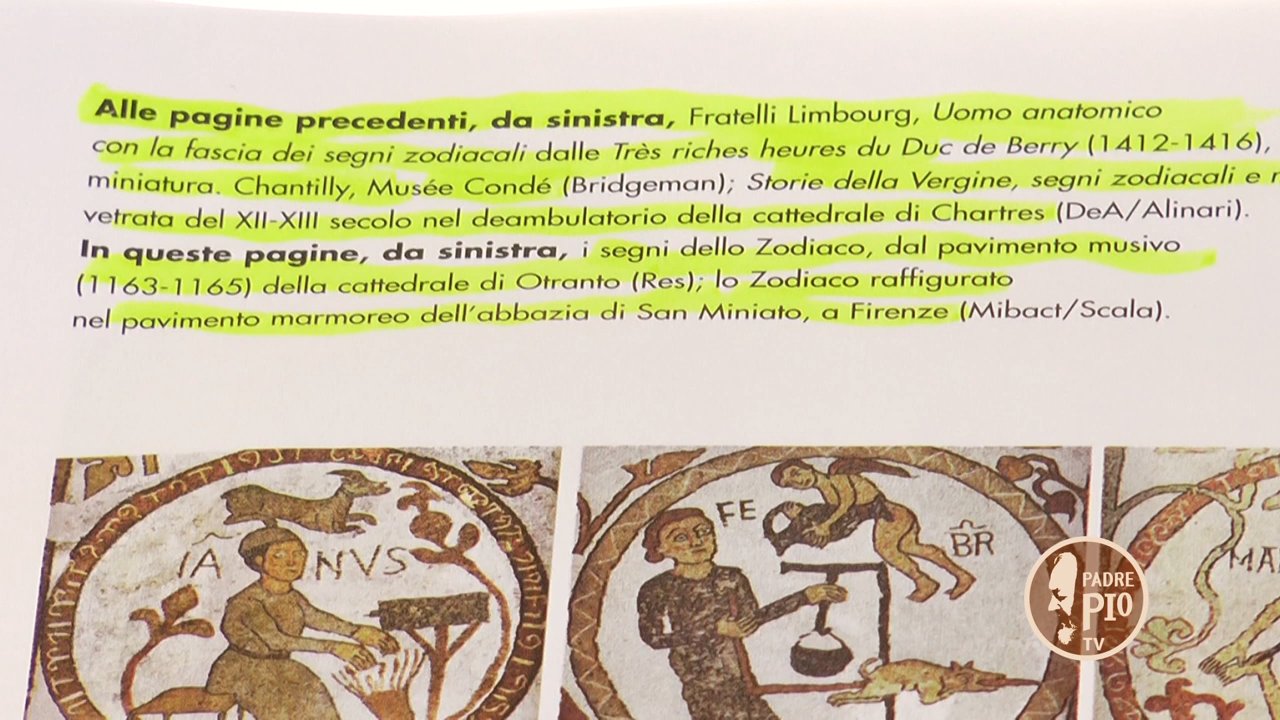 Alle pagine precedenti, da sinistra, Fratelli Limbourg, Uomo anatomico
con la fascia dei segni zodiacali dalle Très riches heures du Duc de Berry (1412-1416),
miniatura. Chantilly, Musée Condé (Bridgeman); Storie della Vergine, segni zodiacali e
vetrata del XII-XIII secolo nel deambulatorio della cattedrale di Chartres (DeA/Alinari).
In queste pagine, da sinistra, i segni dello Zodiaco, dal pavimento musivo
(1163-1165) della cattedrale di Otranto (Res); lo Zodiaco raffigurato
nel pavimento marmoreo dell'abbazia di San Miniato, a Firenze (Mibact/Scala).
IA NVS
FE BR
MA
PADRE
PIO
TV